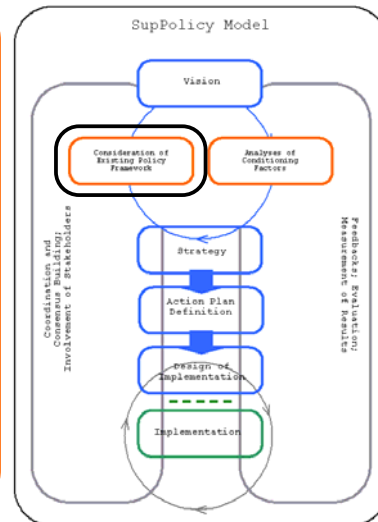 SupPolicy Model
Vision
Consideration of
Existing Policy
Framework
Analyses of
Conditioning
Factors
Coordination and
Consensus Building;
Involvement of Stakeholders
Feedbacks; Evaluation;
Measurement of Results
Strategy
Action Plan
Definition
Design of
Implementation
Implementation